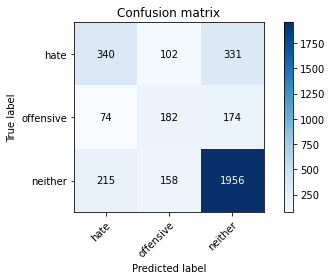 Confusion matrix
hate 340 102 331
offensive 74 182 174
neither 215 158 1956
hate offensive neither
True label
Predicted label
1750
1500
1250
1000
750
500
250